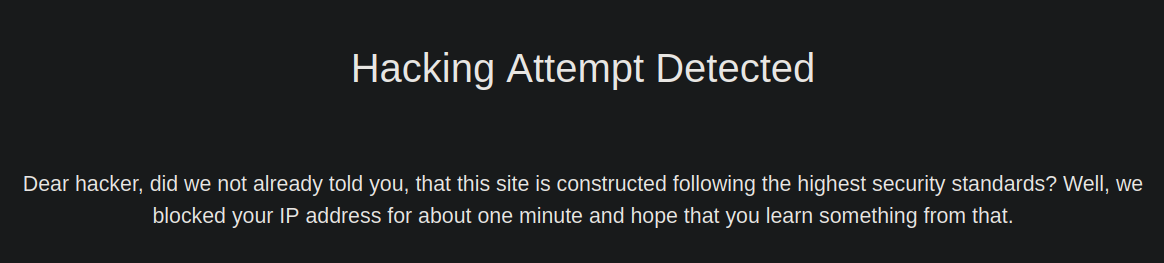 Hacking Attempt Detected
Dear hacker, did we not already told you, that this site is constructed following the highest security standards? Well, we
blocked your IP address for about one minute and hope that you learn something from that.